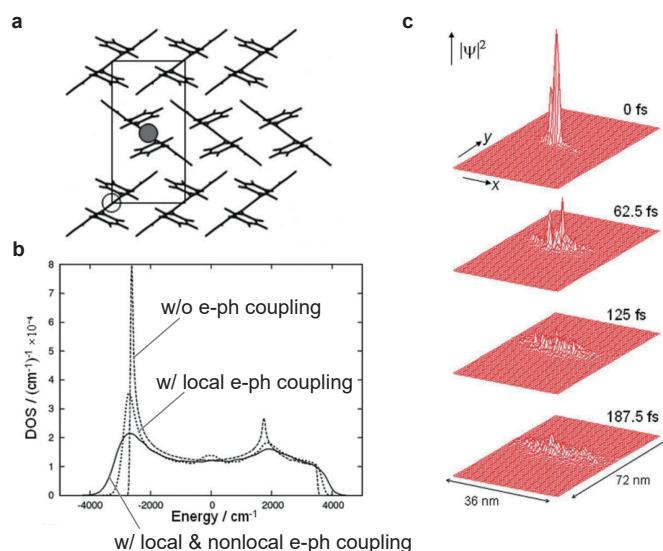 a
b
8
7
6
5
4
3
2
1
0
DOS / (cm)⁻¹ ×10⁻⁴
w/o e-ph coupling
w/ local e-ph coupling
-4000
-2000
0
2000
4000
Energy / cm⁻¹
w/ local & nonlocal e-ph coupling
c
|Ψ|²
0 fs
y
x
62.5 fs
125 fs
187.5 fs
36 nm
72 nm